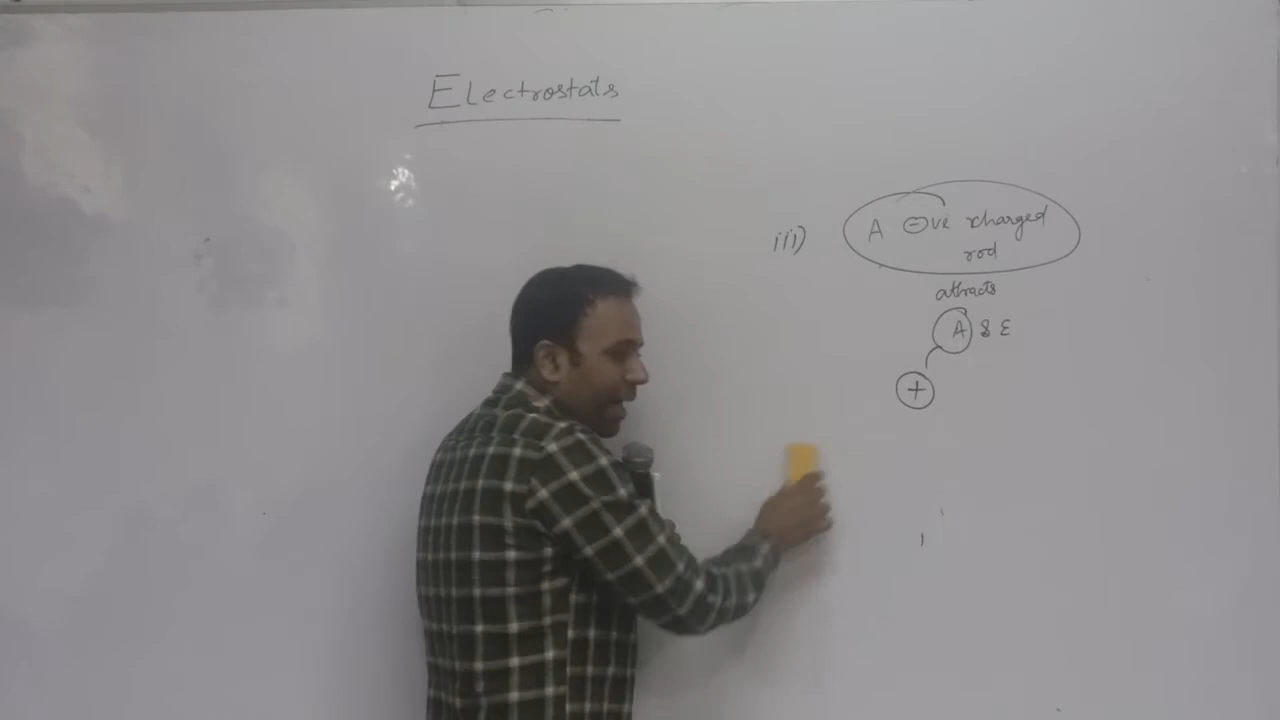 Electrostats
iii) A ⊖ve charged
rod
attracts
A & E
+